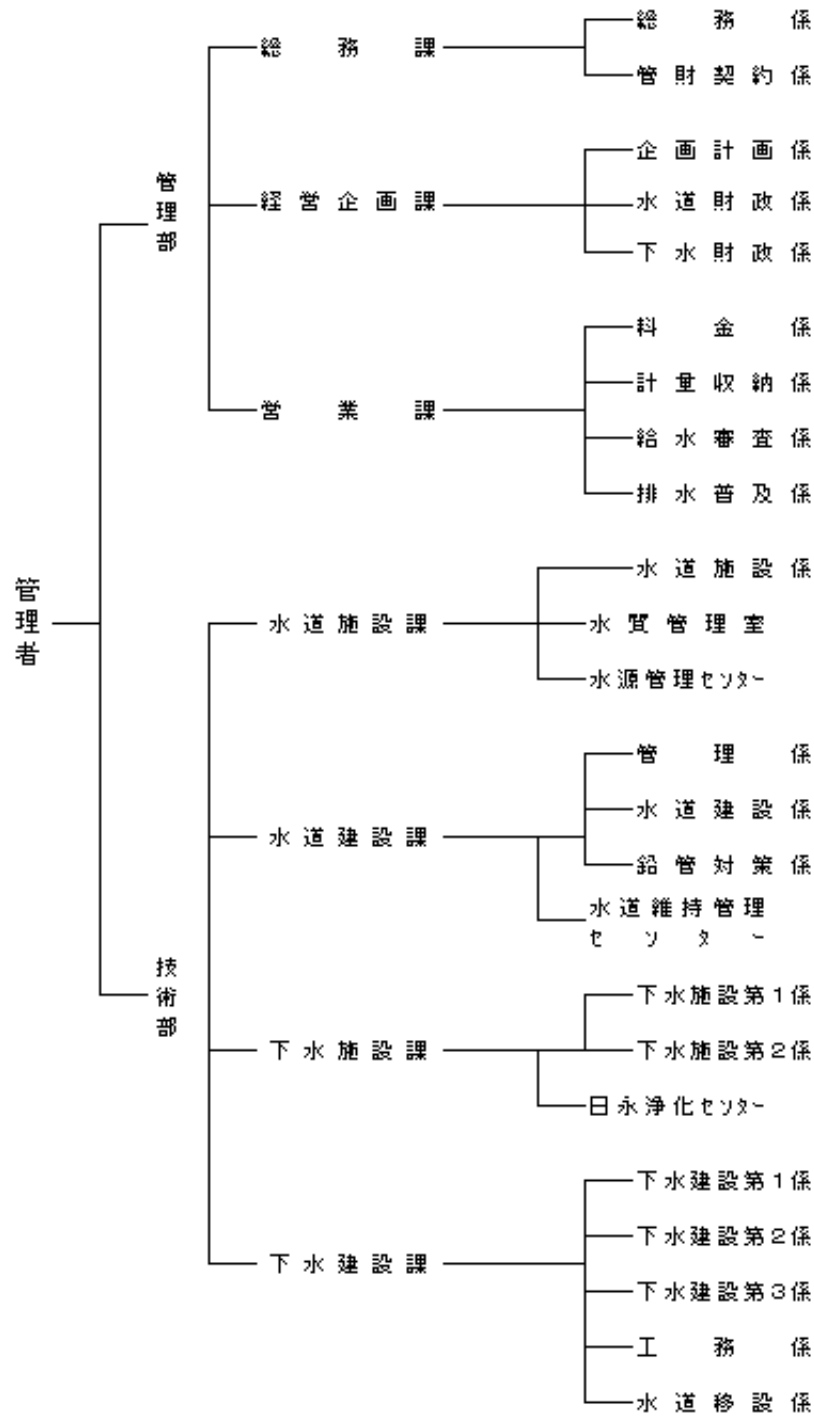 管理者
管理部
総務課
総務係
管財契約係
経営企画課
企画計画係
水道財政係
下水財政係
営業課
料金係
計量収納係
給水審査係
排水普及係
技術部
水道施設課
水道施設係
水質管理室
水源管理センター
水道建設課
管理係
水道建設係
鉛管対策係
水道維持管理
センター
下水施設課
下水施設第1係
下水施設第2係
日永浄化センター
下水建設課
下水建設第1係
下水建設第2係
下水建設第3係
工務係
水道移設係